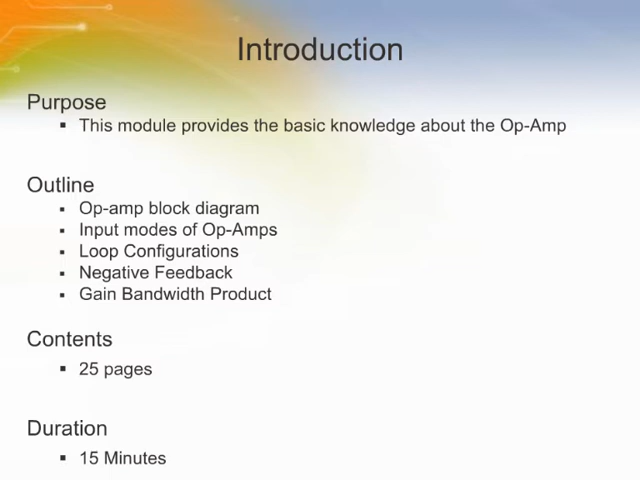 Introduction
Purpose
▪ This module provides the basic knowledge about the Op-Amp
Outline
▪ Op-amp block diagram
▪ Input modes of Op-Amps
▪ Loop Configurations
▪ Negative Feedback
▪ Gain Bandwidth Product
Contents
▪ 25 pages
Duration
▪ 15 Minutes